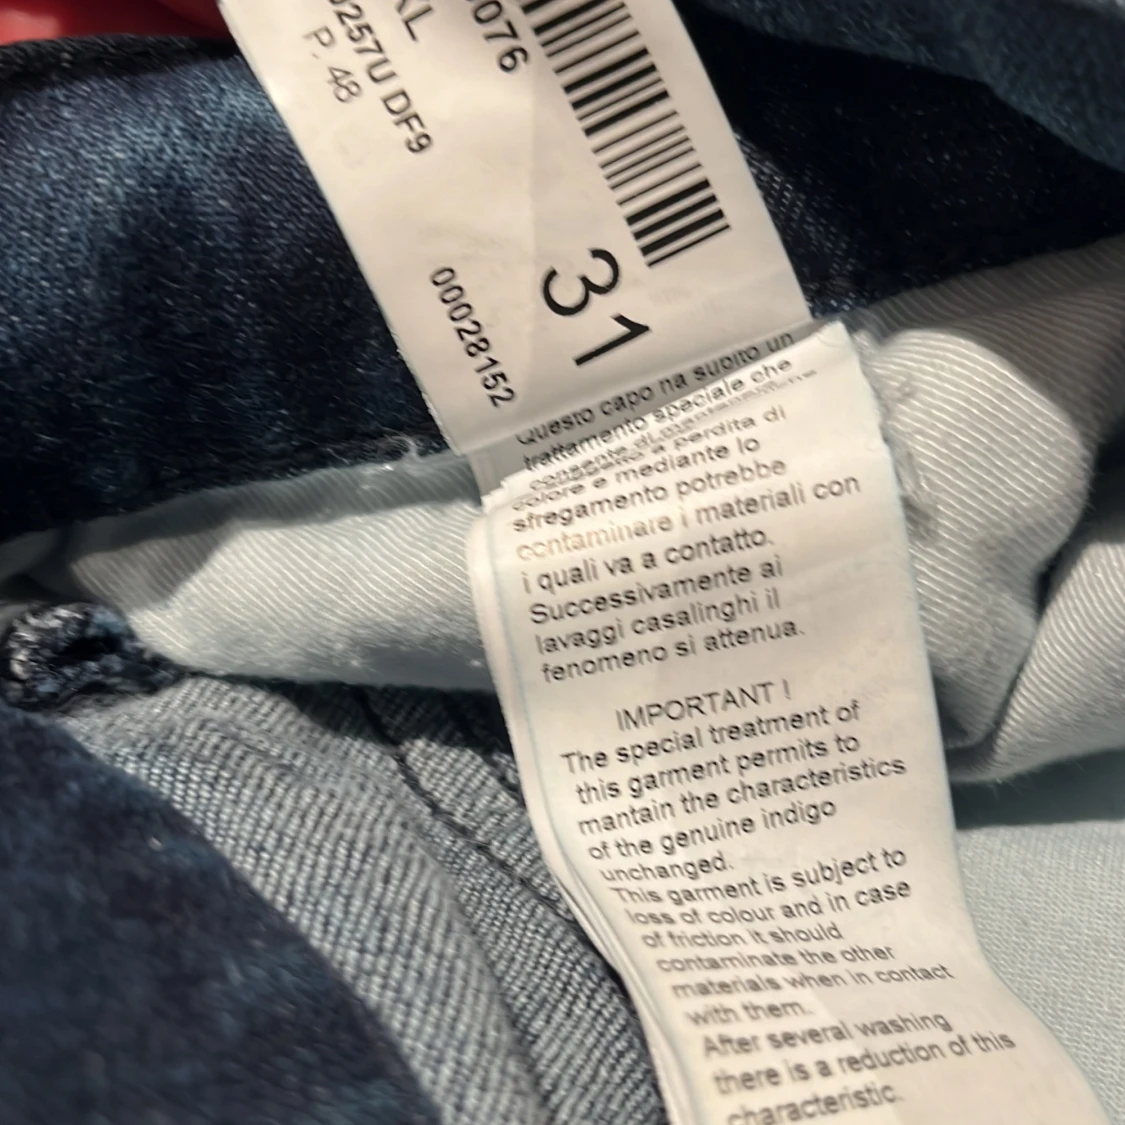 0076
XL
0257U DF9
P. 48
31
00028152
Questo capo ha subito un
trattamento speciale che
colore e mediante lo
sfregamento potrebbe
contaminare i materiali con
i quali va a contatto.
Successivamente ai
lavaggi casalinghi il
fenomeno si attenua.
IMPORTANT !
The special treatment of
this garment permits to
mantain the characteristics
of the genuine indigo
unchanged.
This garment is subject to
loss of colour and in case
of friction it should
contaminate the other
materials when in contact
with them.
After several washing
there is a reduction of this
characteristic.